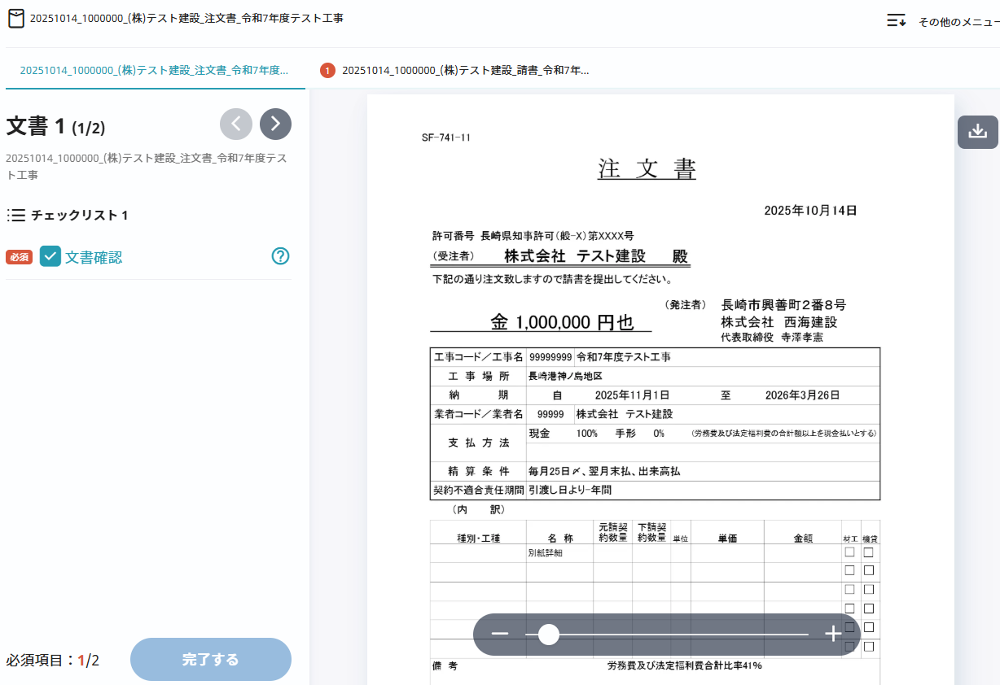 20251014_1000000_(株)テスト建設_注文書_令和7年度テスト工事
その他のメニュー
20251014_1000000_(株)テスト建設_注文書_令和7年度...
1 20251014_1000000_(株)テスト建設_請書_令和7年...
文書 1 (1/2)
20251014_1000000_(株)テスト建設_注文書_令和7年度テス
ト工事
チェックリスト 1
必須 文書確認
必須項目：1/2
完了する
SF-741-11
注 文 書
2025年10月14日
許可番号 長崎県知事許可(般-X)第XXXX号
（受注者） 株式会社 テスト建設 殿
下記の通り注文致しますので請書を提出してください。
（発注者） 長崎市興善町2番8号
金 1,000,000 円也 株式会社 西海建設
代表取締役 寺澤孝憲
工事コード／工事名 99999999 令和7年度テスト工事
工 事 場 所 長崎港神ノ島地区
納 期 自 2025年11月1日 至 2026年3月26日
業者コード／業者名 99999 株式会社 テスト建設
支 払 方 法 現金 100% 手形 0% (労務費及び法定福利費の合計額以上を現金払いとする)
精 算 条 件 毎月25日〆、翌月末払、出来高払
契約不適合責任期間 引渡し日より一年間
（内 訳）
種別・工種 名 称 元請契約数量 下請契約数量 単位 単価 金額 材工 機貸
別紙詳細
備 考 労務費及び法定福利費合計比率41%